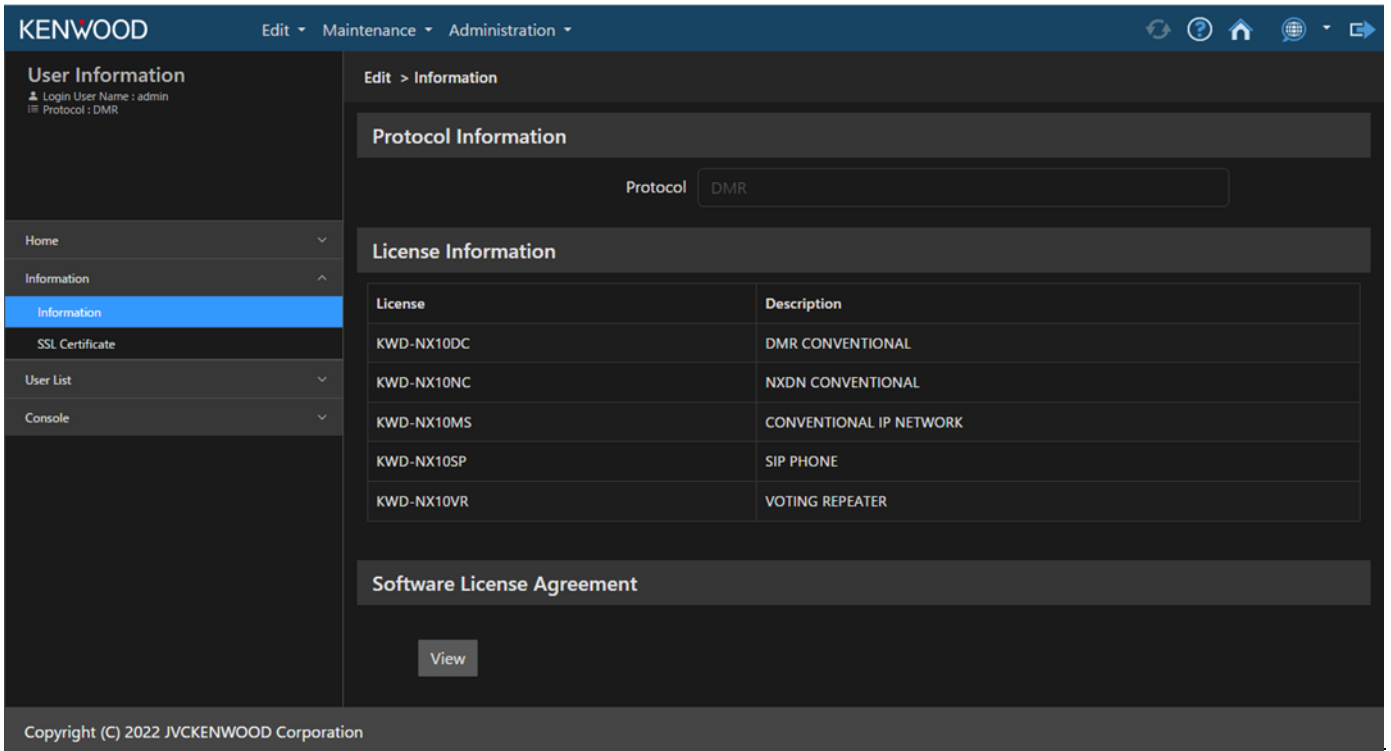 KENWOOD Edit Maintenance Administration
User Information
Login User Name : admin
Protocol : DMR
Home
Information
Information
SSL Certificate
User List
Console
Edit > Information
Protocol Information
Protocol DMR
License Information
License Description
KWD-NX10DC DMR CONVENTIONAL
KWD-NX10NC NXDN CONVENTIONAL
KWD-NX10MS CONVENTIONAL IP NETWORK
KWD-NX10SP SIP PHONE
KWD-NX10VR VOTING REPEATER
Software License Agreement
View
Copyright (C) 2022 JVCKENWOOD Corporation